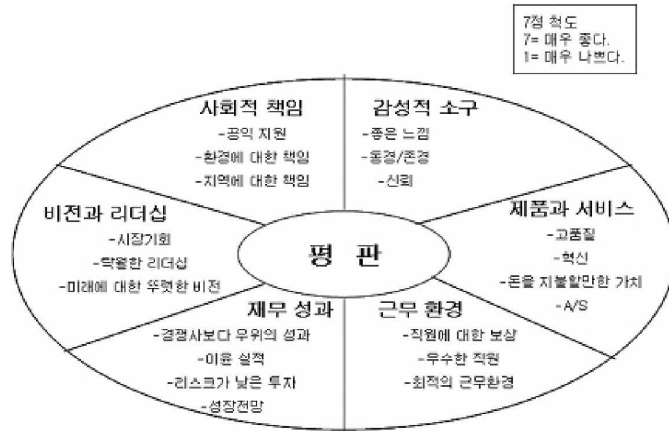 7점 척도
7= 매우 좋다.
1= 매우 나쁘다.
사회적 책임
-공익 지원
-환경에 대한 책임
-지역에 대한 책임
감성적 소구
-좋은 느낌
-동경/존경
-신뢰
비전과 리더십
-시장기회
-탁월한 리더십
-미래에 대한 뚜렷한 비전
평 판
제품과 서비스
-고품질
-혁신
-돈을 지불할만한 가치
-A/S
재무 성과
-경쟁사보다 우위의 성과
-이윤 실적
-리스크가 낮은 투자
-성장전망
근무 환경
-직원에 대한 보상
-우수한 직원
-최적의 근무환경